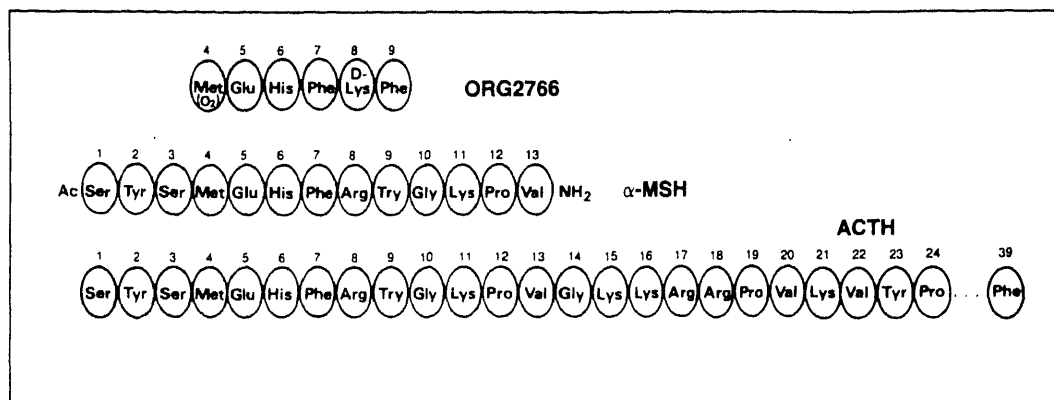 4 5 6 7 8 9
Met (O₂) Glu His Phe D-Lys Phe ORG2766
1 2 3 4 5 6 7 8 9 10 11 12 13
Ac Ser Tyr Ser Met Glu His Phe Arg Try Gly Lys Pro Val NH₂ α-MSH
ACTH
1 2 3 4 5 6 7 8 9 10 11 12 13 14 15 16 17 18 19 20 21 22 23 24 39
Ser Tyr Ser Met Glu His Phe Arg Try Gly Lys Pro Val Gly Lys Lys Arg Arg Pro Val Lys Val Tyr Pro .... Phe